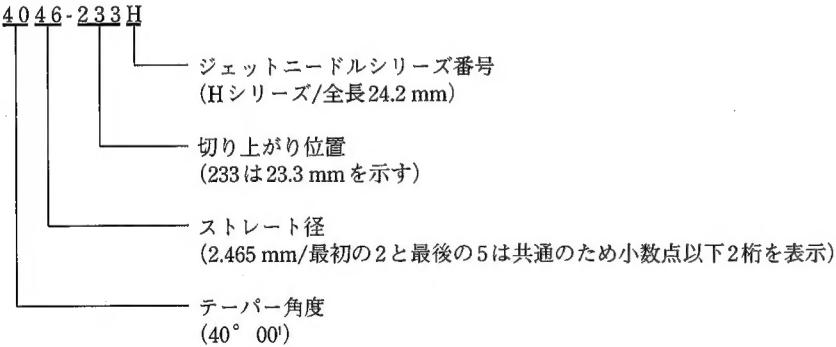 4046-233H
ジェットニードルシリーズ番号
(Hシリーズ/全長24.2 mm)
切り上がり位置
(233は23.3 mmを示す)
ストレート径
(2.465 mm/最初の2と最後の5は共通のため小数点以下2桁を表示)
テーパー角度
(40° 00')